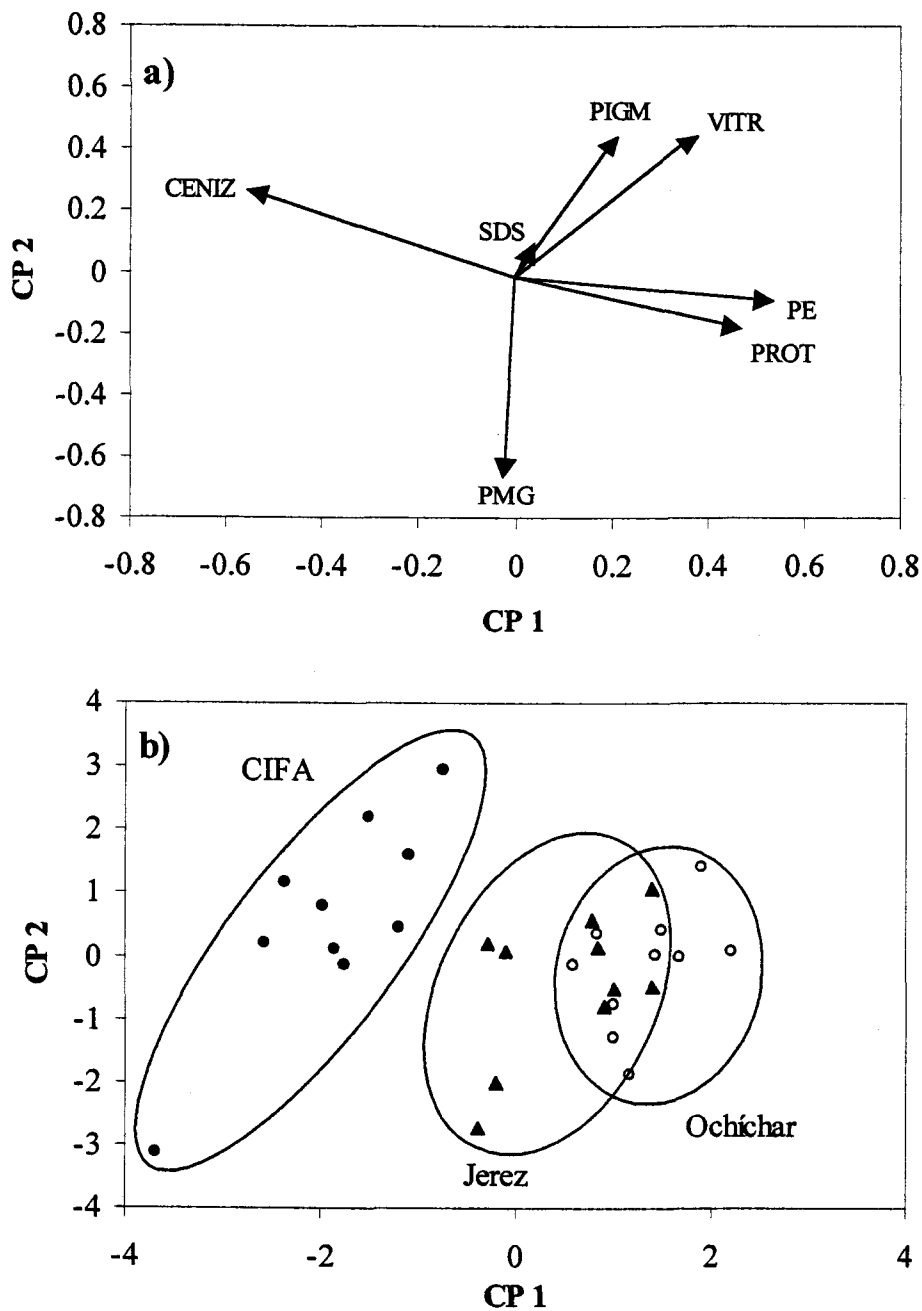 a)
0.8
0.6
0.4
0.2
0
-0.2
-0.4
-0.6
-0.8
CP 2
PIGM
VITR
CENIZ
SDS
PE
PROT
PMG
-0.8 -0.6 -0.4 -0.2 0 0.2 0.4 0.6 0.8
CP 1
b)
4
3
2
1
0
-1
-2
-3
-4
CP 2
CIFA
Ochíchar
Jerez
-4 -2 0 2 4
CP 1